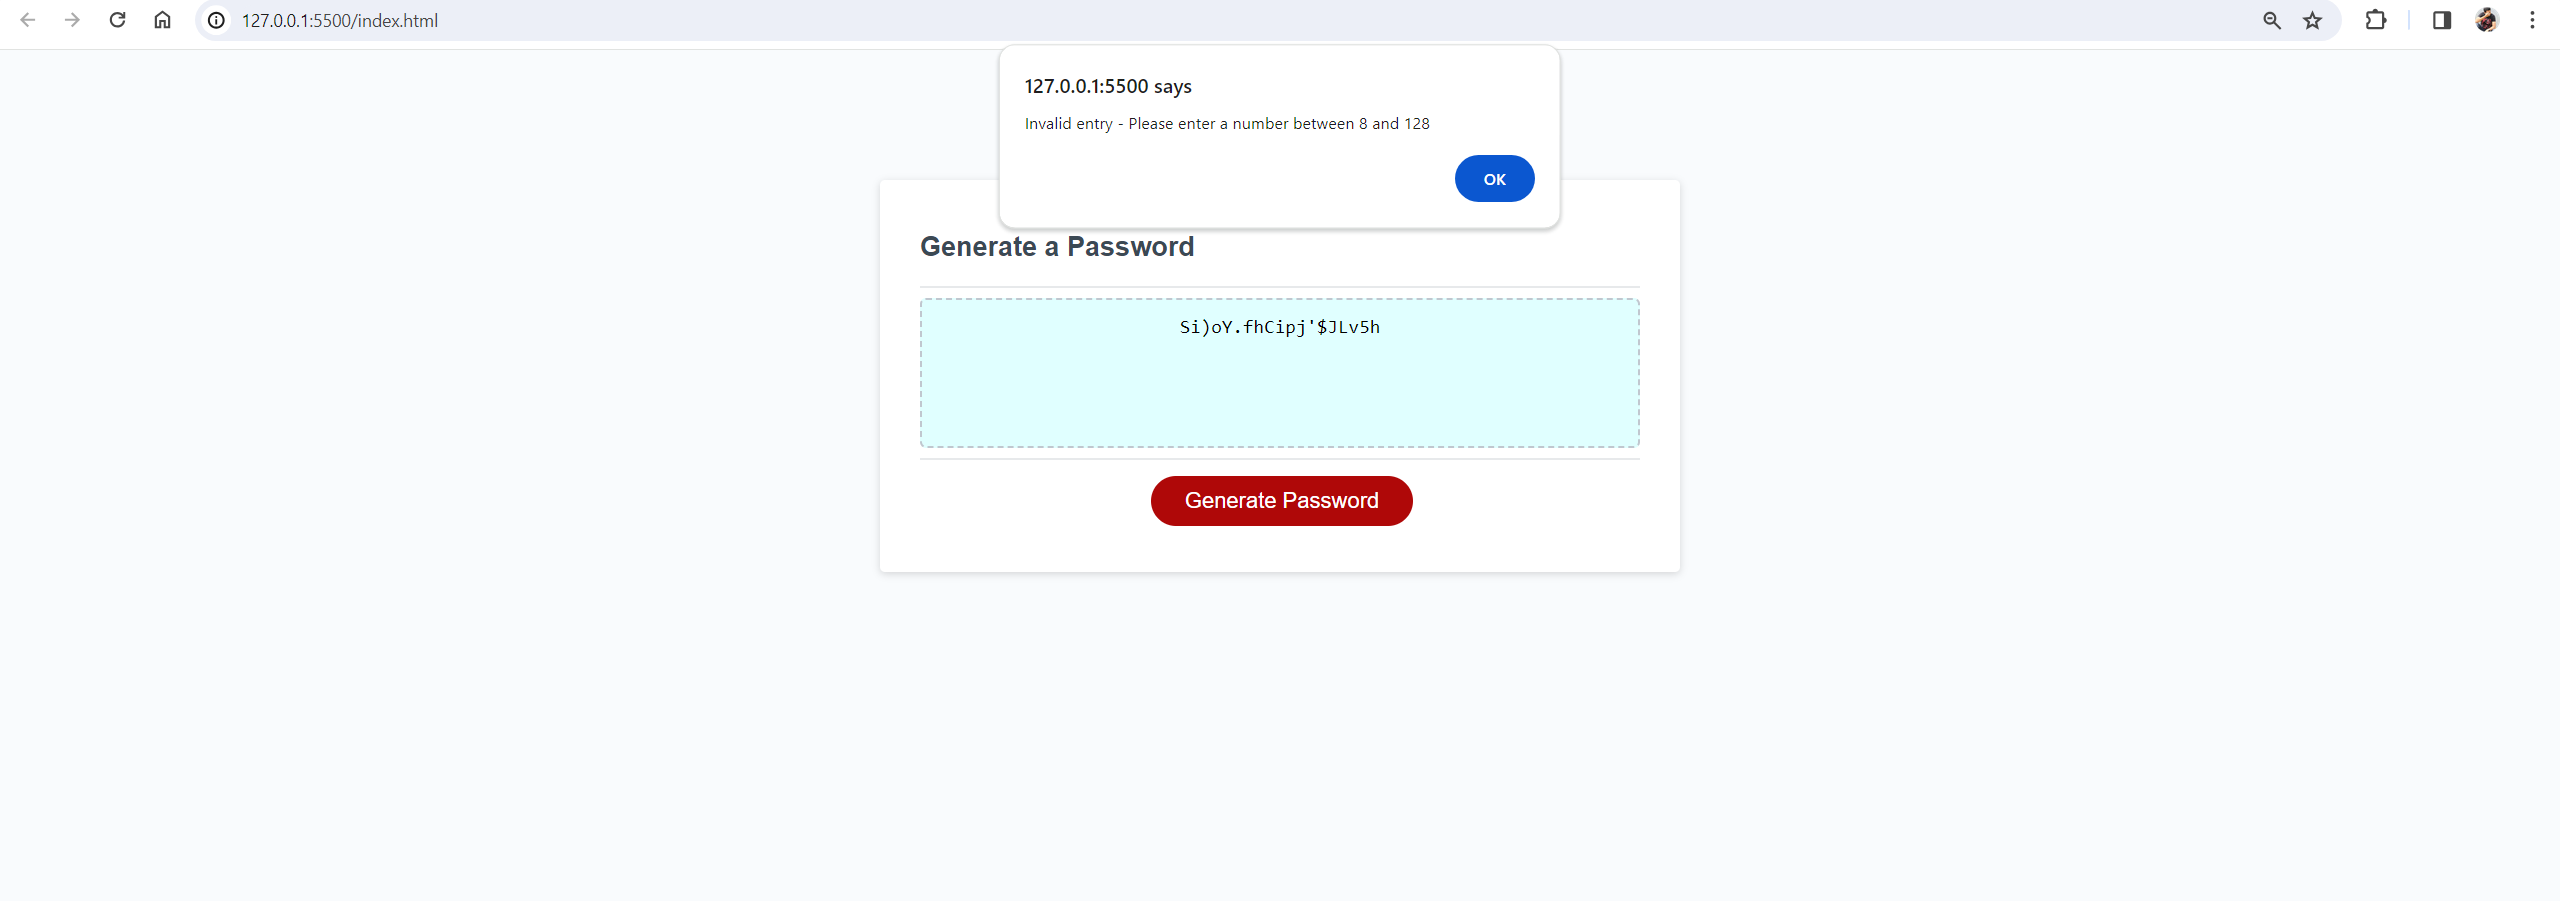 127.0.0.1:5500/index.html
127.0.0.1:5500 says
Invalid entry - Please enter a number between 8 and 128
OK
Generate a Password
Si)oY.fhCipj'$JLv5h
Generate Password